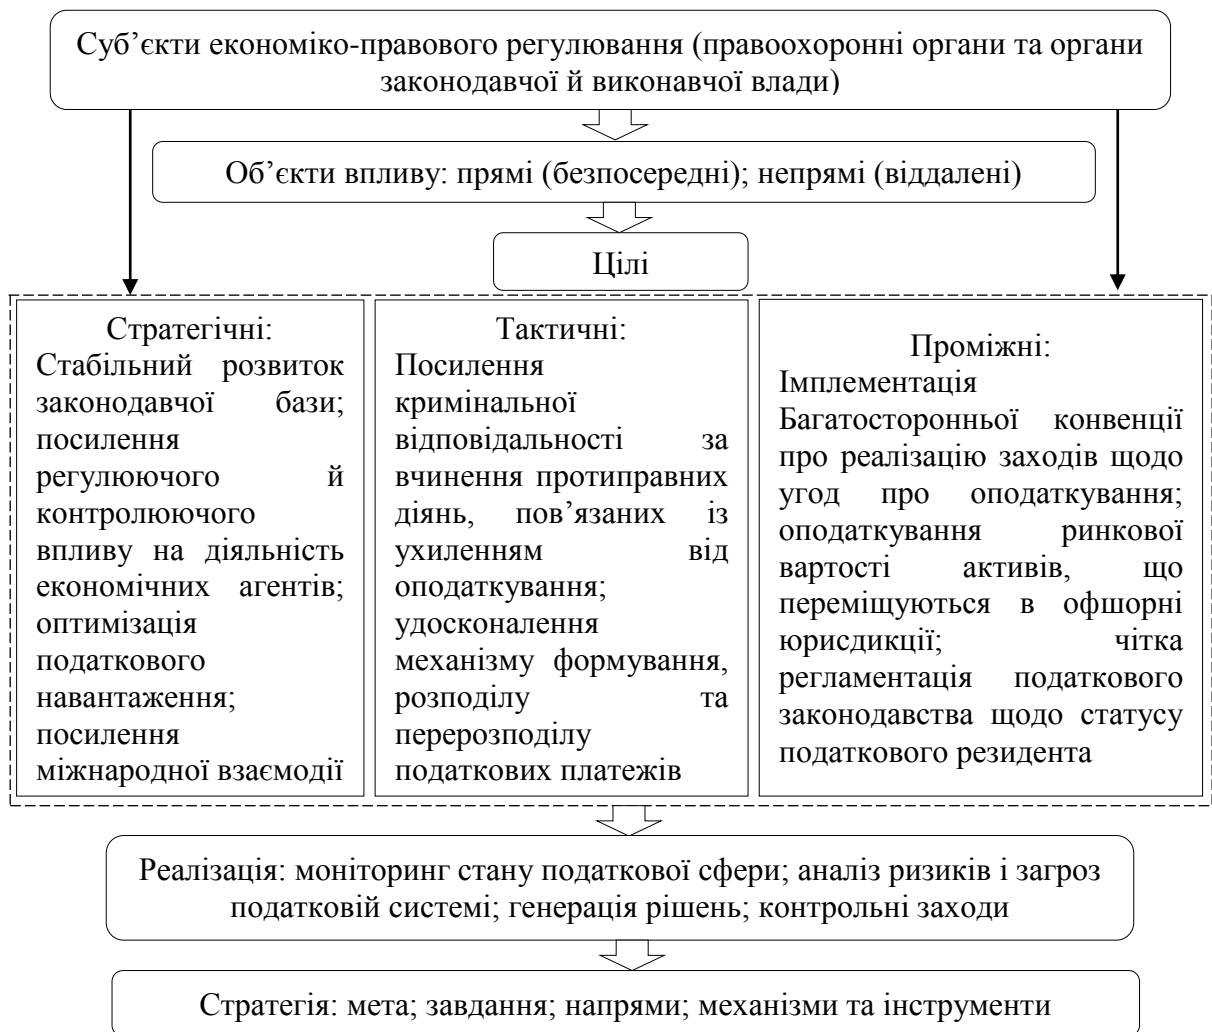 Суб’єкти економіко-правового регулювання (правоохоронні органи та органи
законодавчої й виконавчої влади)
Об’єкти впливу: прямі (безпосередні); непрямі (віддалені)
Цілі
Стратегічні:
Стабільний розвиток
законодавчої бази;
посилення
регулюючого й
контролюючого
впливу на діяльність
економічних агентів;
оптимізація
податкового
навантаження;
посилення
міжнародної взаємодії
Тактичні:
Посилення
кримінальної
відповідальності за
вчинення протиправних
діянь, пов’язаних із
ухиленням від
оподаткування;
удосконалення
механізму формування,
розподілу та
перерозподілу
податкових платежів
Проміжні:
Імплементація
Багатосторонньої конвенції
про реалізацію заходів щодо
угод про оподаткування;
оподаткування ринкової
вартості активів, що
переміщуються в офшорні
юрисдикції; чітка
регламентація податкового
законодавства щодо статусу
податкового резидента
Реалізація: моніторинг стану податкової сфери; аналіз ризиків і загроз
податковій системі; генерація рішень; контрольні заходи
Стратегія: мета; завдання; напрями; механізми та інструменти